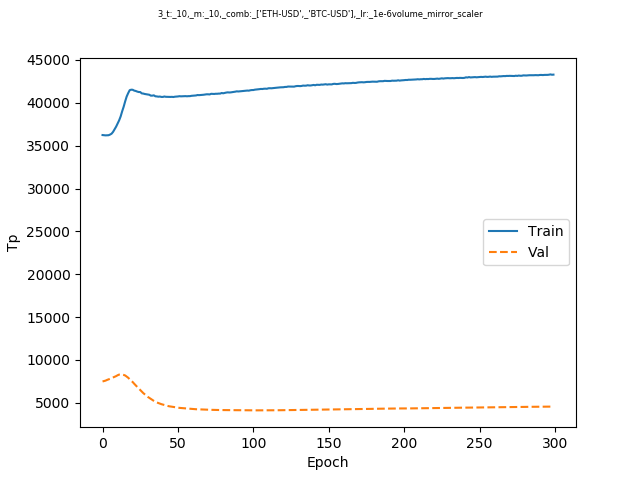 3_t:_10,_m:_10,_comb:_['ETH-USD',_'BTC-USD'],_lr:_1e-6volume_mirror_scaler
45000
40000
35000
30000
25000
20000
15000
10000
5000
Tp
Train
Val
0 50 100 150 200 250 300
Epoch